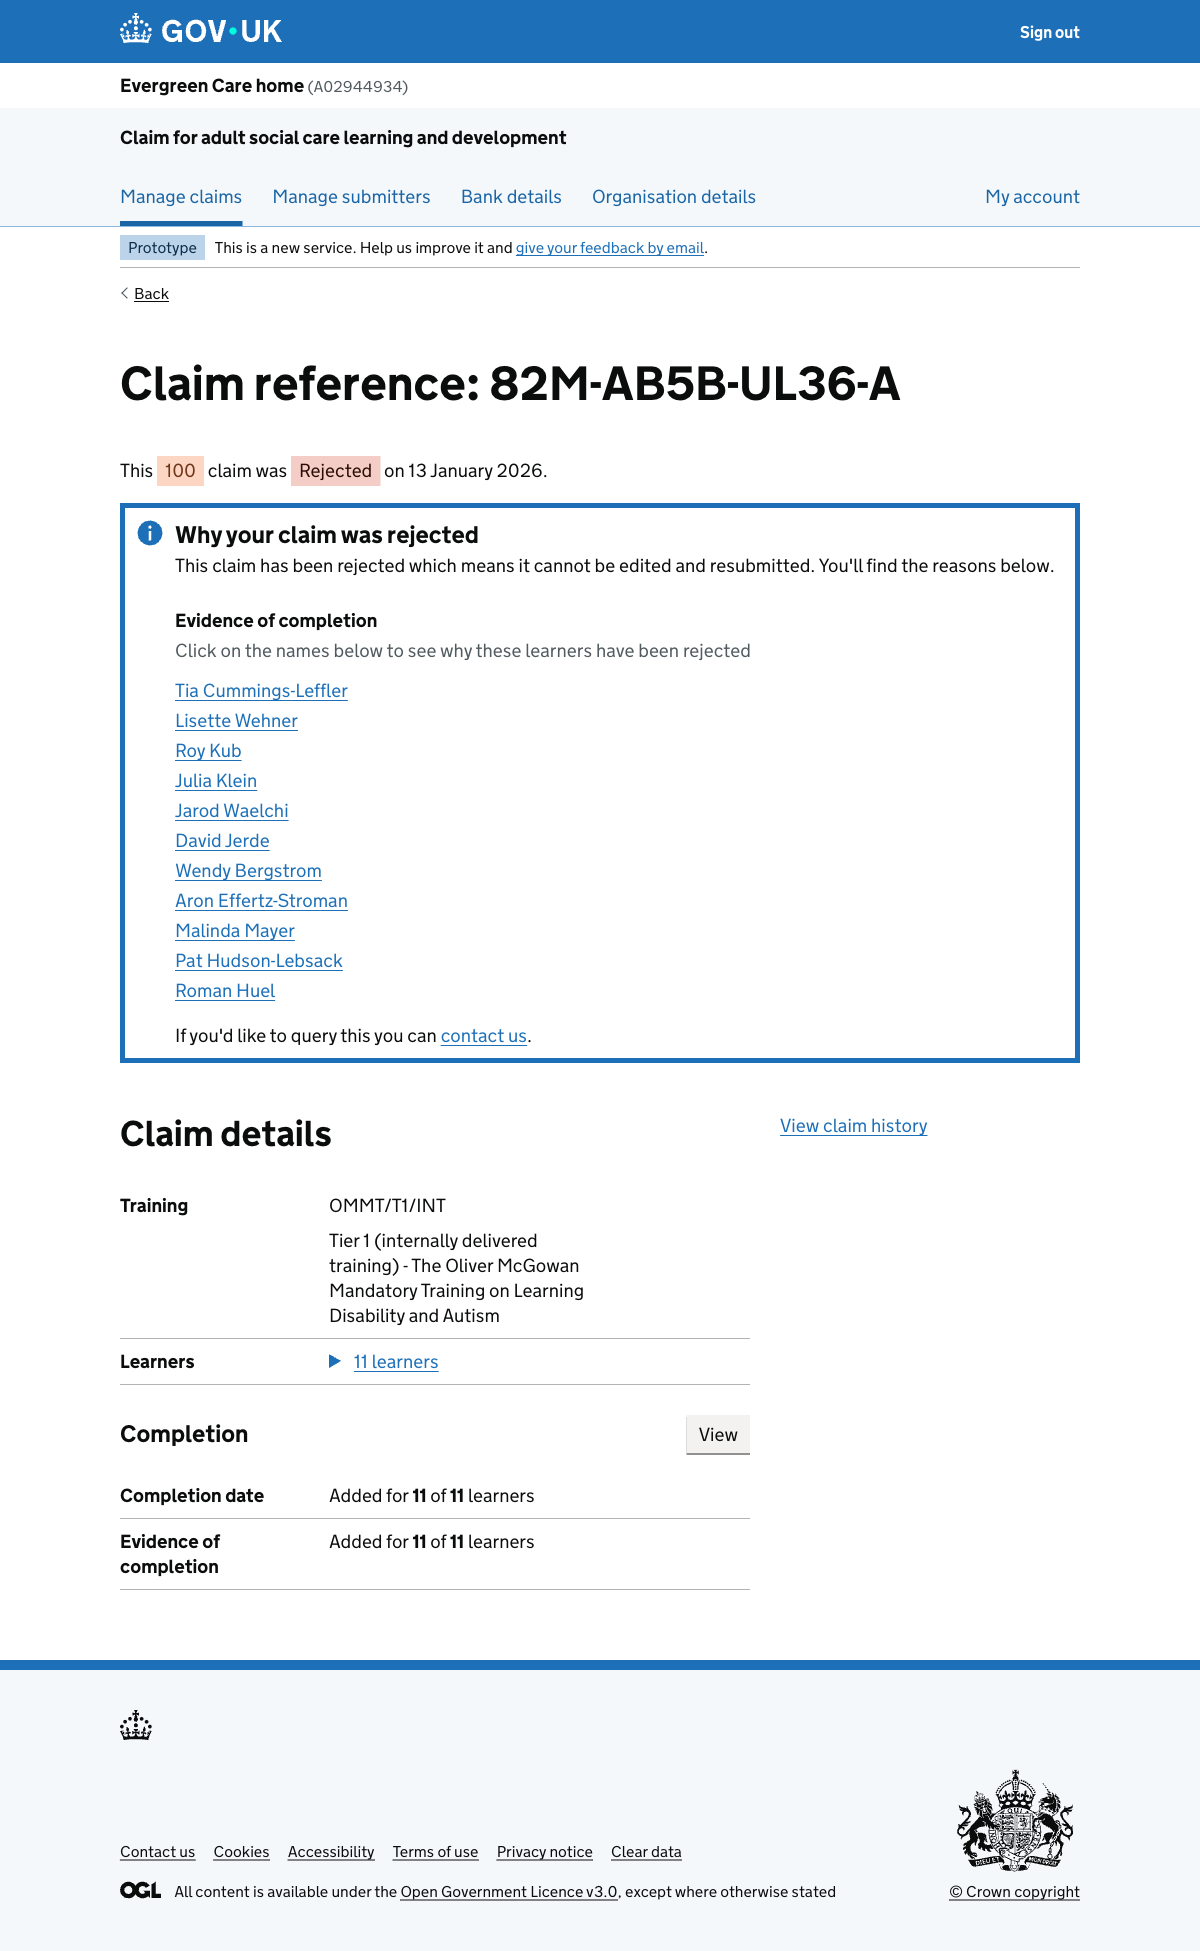 GOV·UK
Sign out
Evergreen Care home (A02944934)
Claim for adult social care learning and development
Manage claims Manage submitters Bank details Organisation details My account
Prototype This is a new service. Help us improve it and give your feedback by email.
Back
Claim reference: 82M-AB5B-UL36-A
This 100 claim was Rejected on 13 January 2026.
Why your claim was rejected
This claim has been rejected which means it cannot be edited and resubmitted. You'll find the reasons below.
Evidence of completion
Click on the names below to see why these learners have been rejected
Tia Cummings-Leffler
Lisette Wehner
Roy Kub
Julia Klein
Jarod Waelchi
David Jerde
Wendy Bergstrom
Aron Effertz-Stroman
Malinda Mayer
Pat Hudson-Lebsack
Roman Huel
If you'd like to query this you can contact us.
Claim details
View claim history
Training OMMT/T1/INT
Tier 1 (internally delivered
training) - The Oliver McGowan
Mandatory Training on Learning
Disability and Autism
Learners 11 learners
Completion View
Completion date Added for 11 of 11 learners
Evidence of completion Added for 11 of 11 learners
Contact us Cookies Accessibility Terms of use Privacy notice Clear data
OGL All content is available under the Open Government Licence v3.0, except where otherwise stated
© Crown copyright